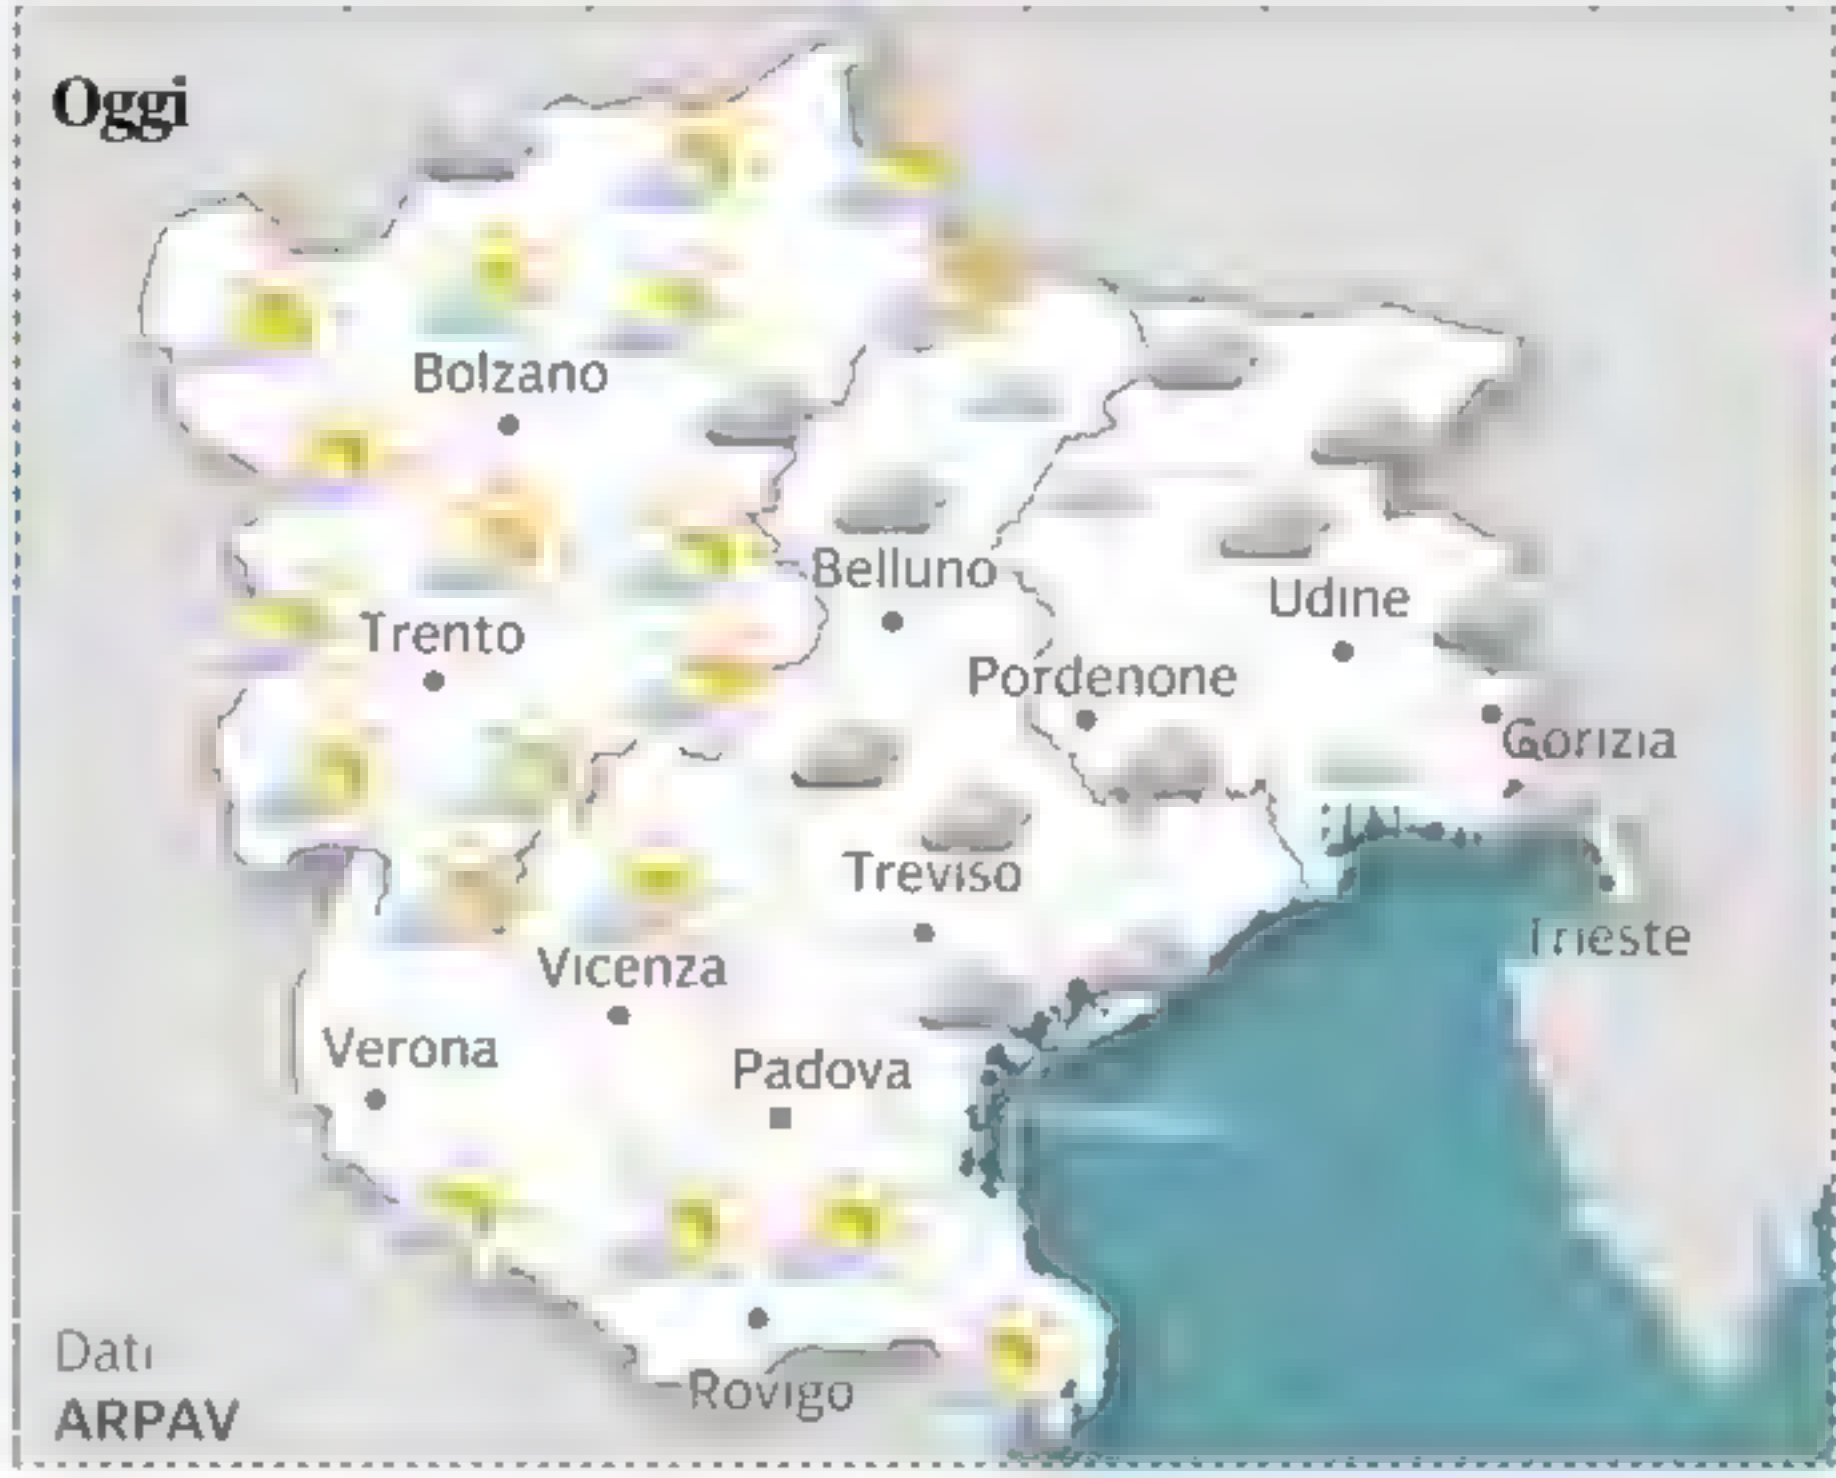 Oggi
Bolzano
Trento
Belluno
Udine
Pordenone
Gorizia
Treviso
Trieste
Vicenza
Verona
Padova
Rovigo
Dati
ARPAV